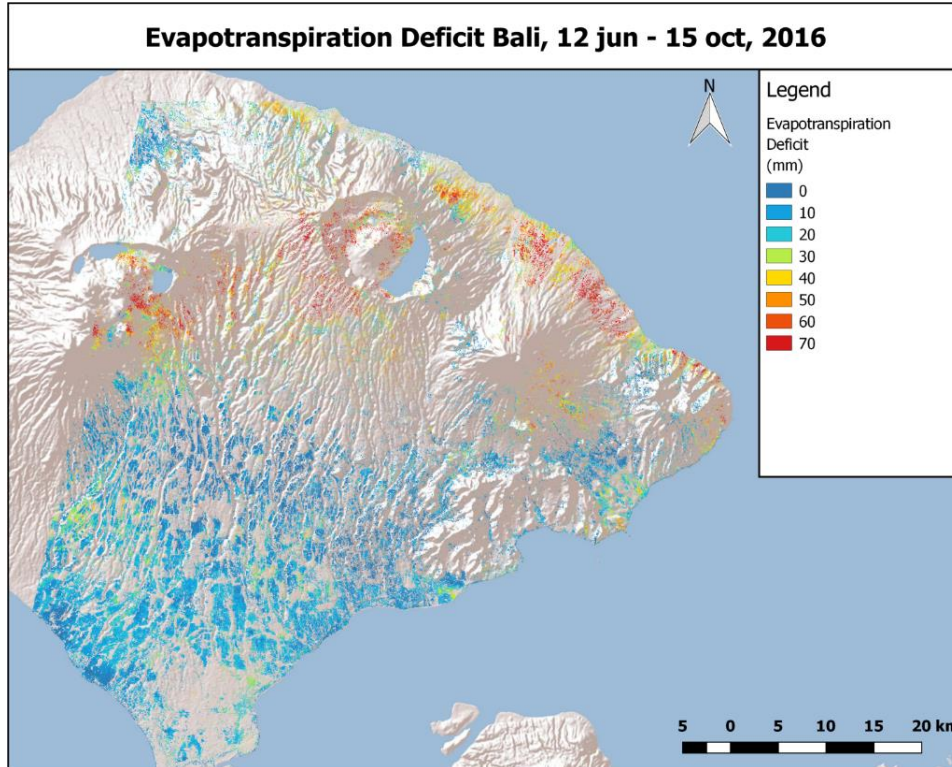 Evapotranspiration Deficit Bali, 12 jun - 15 oct, 2016
N
Legend
Evapotranspiration
Deficit
(mm)
0
10
20
30
40
50
60
70
5 0 5 10 15 20 km